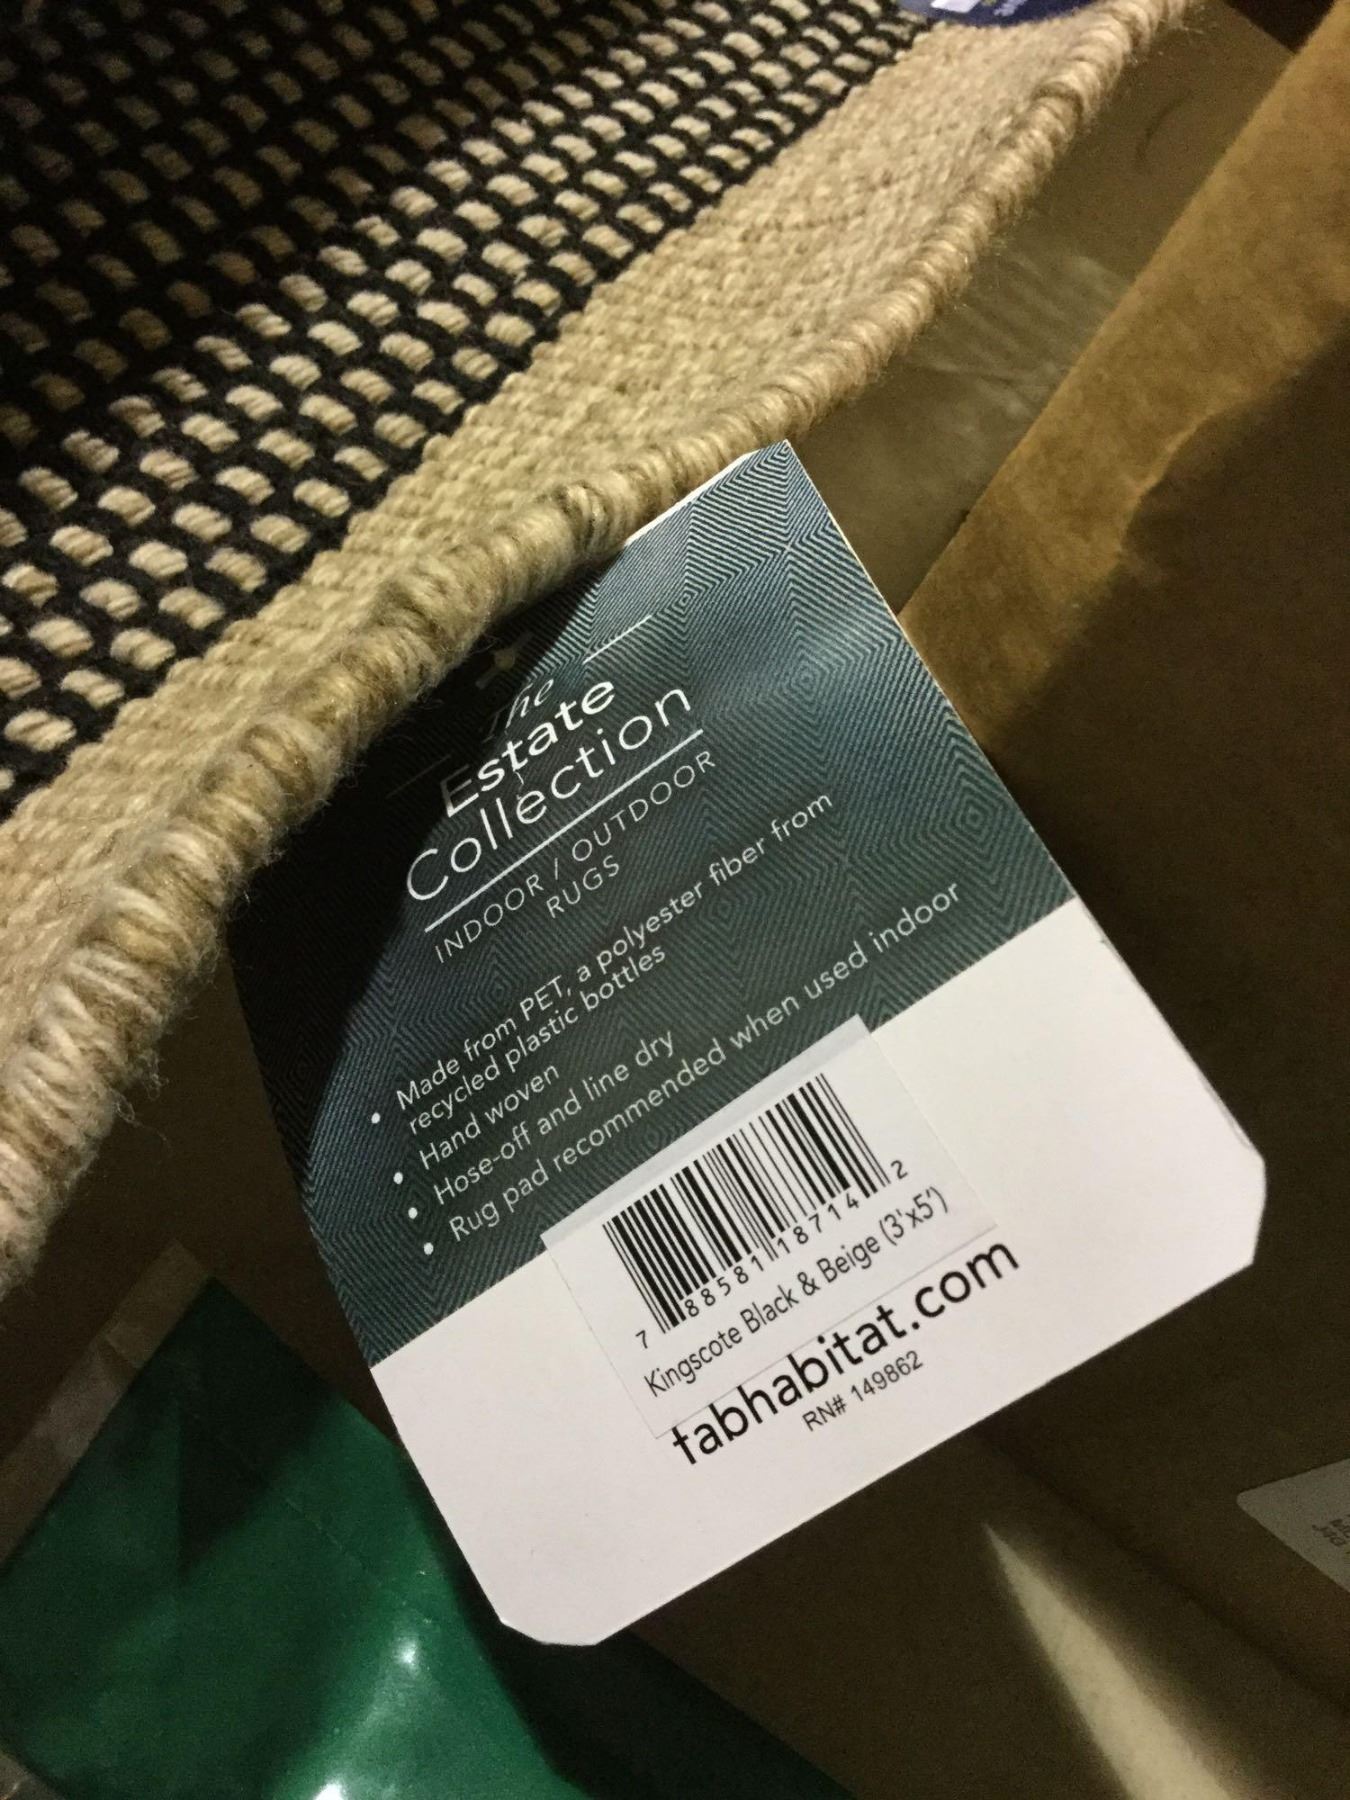 The
Estate
Collection
INDOOR / OUTDOOR
RUGS
• Made from PET, a polyester fiber from
recycled plastic bottles
• Hand woven
• Hose-off and line dry
• Rug pad recommended when used indoor
7 88581 18714 2
Kingscote Black & Beige (3'x5')
fabhabitat.com
RN# 149862